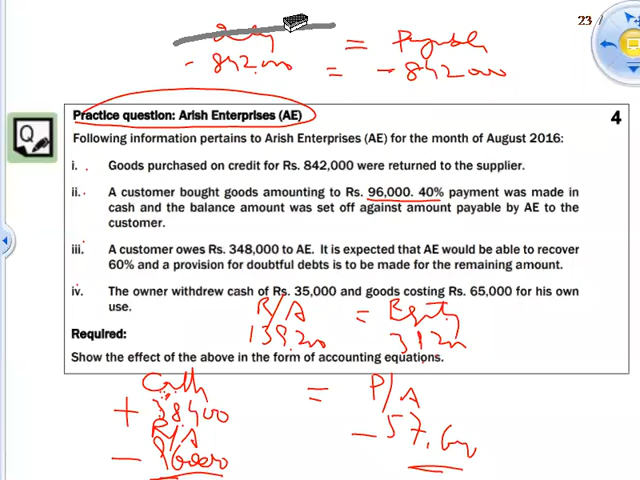 23 /
= Payable
- 842000 = - 842000
Practice question: Arish Enterprises (AE) 4
Q
Following information pertains to Arish Enterprises (AE) for the month of August 2016:
i. Goods purchased on credit for Rs. 842,000 were returned to the supplier.
ii. A customer bought goods amounting to Rs. 96,000. 40% payment was made in
cash and the balance amount was set off against amount payable by AE to the
customer.
iii. A customer owes Rs. 348,000 to AE. It is expected that AE would be able to recover
60% and a provision for doubtful debts is to be made for the remaining amount.
iv. The owner withdrew cash of Rs. 35,000 and goods costing Rs. 65,000 for his own
use.
R/A = Equity
139200
Required:
Show the effect of the above in the form of accounting equations.
Cash = P/A
+ 38400 - 57,600
R/A
- 96000